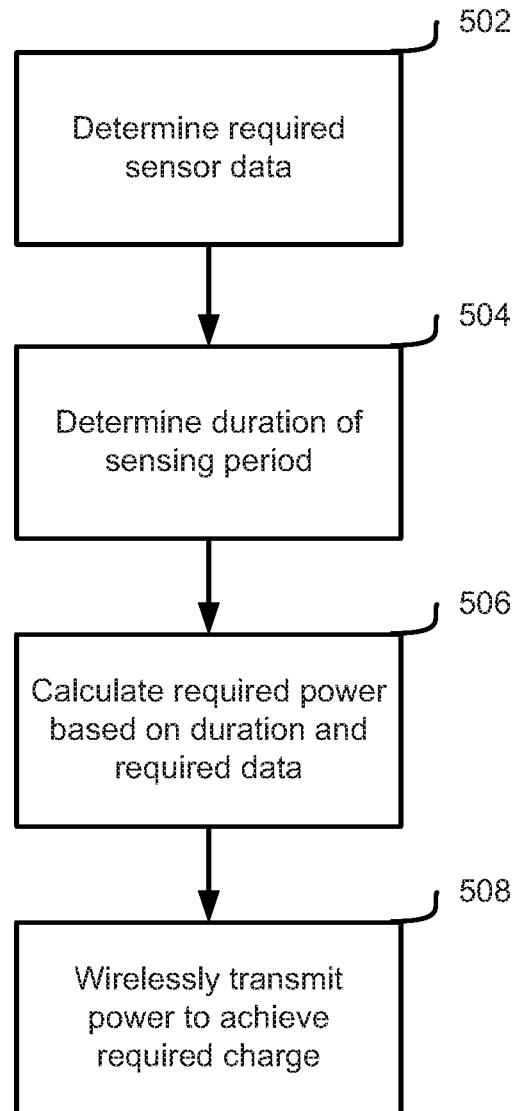 502
Determine required
sensor data
504
Determine duration of
sensing period
506
Calculate required power
based on duration and
required data
508
Wirelessly transmit
power to achieve
required charge